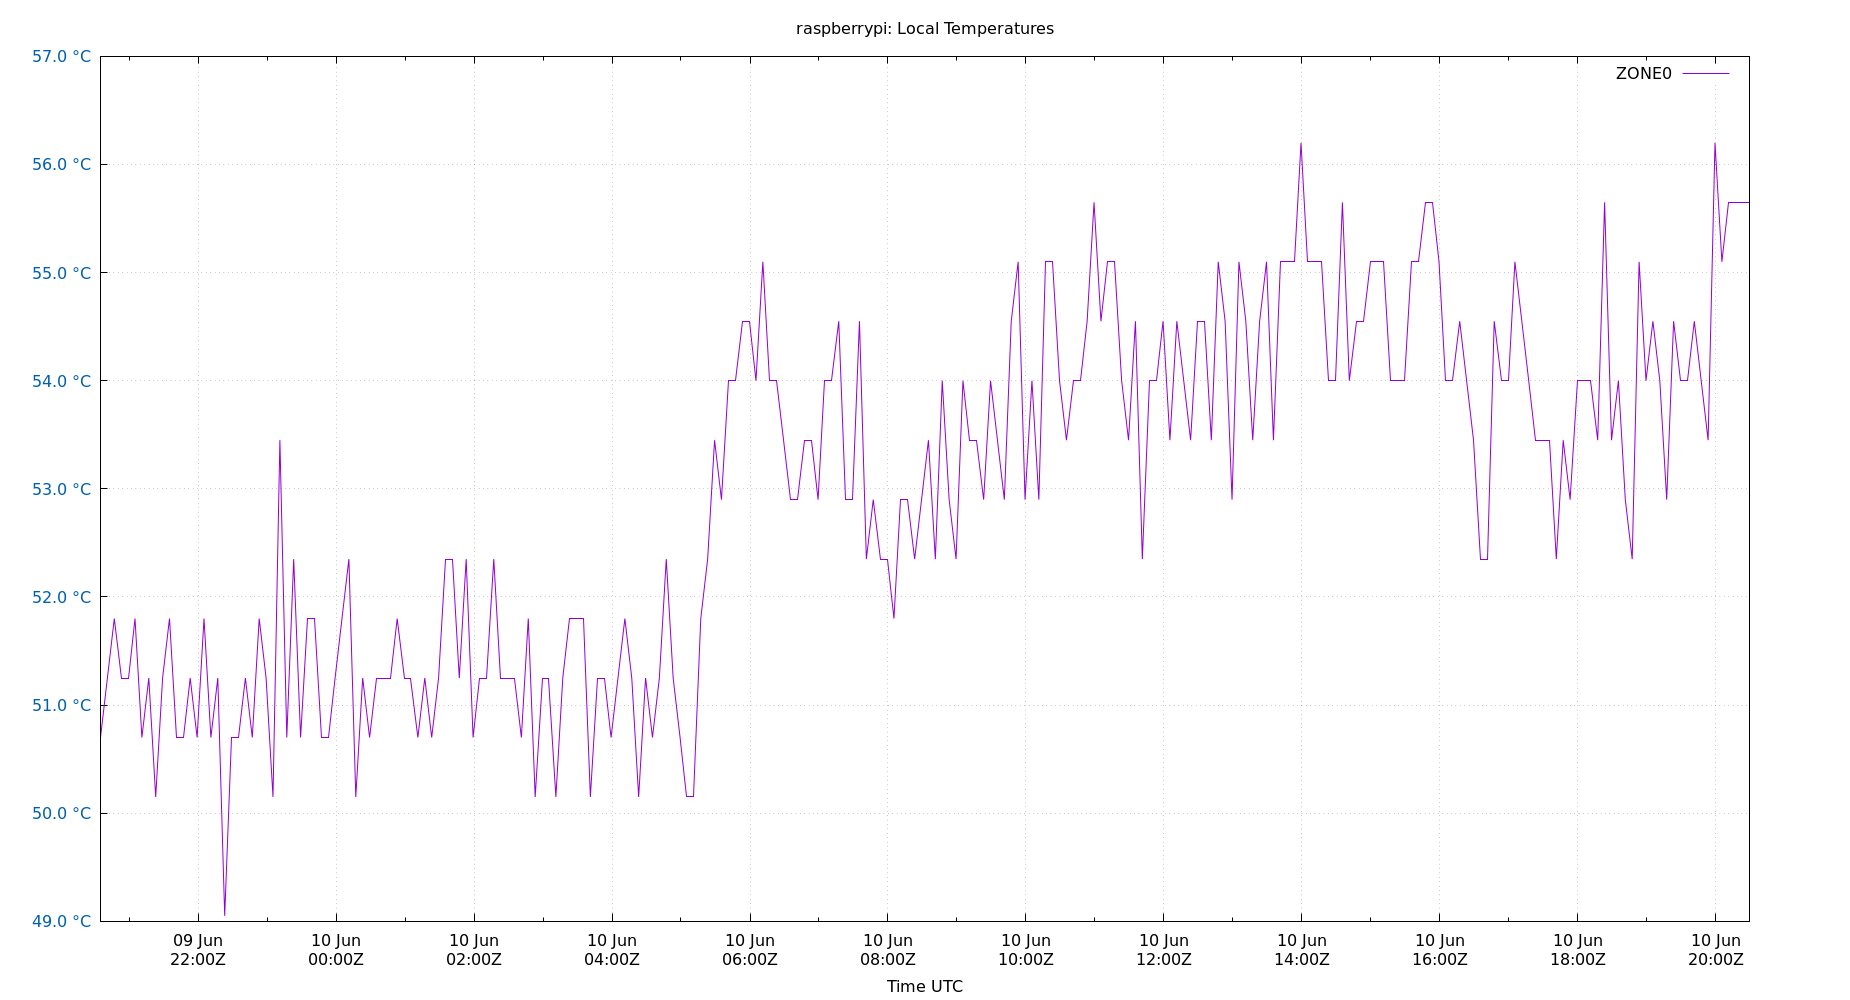 raspberrypi: Local Temperatures
57.0 °C
ZONE0
56.0 °C
55.0 °C
54.0 °C
53.0 °C
52.0 °C
51.0 °C
50.0 °C
49.0 °C
09 Jun 10 Jun 10 Jun 10 Jun 10 Jun 10 Jun 10 Jun 10 Jun 10 Jun 10 Jun 10 Jun 10 Jun
22:00Z 00:00Z 02:00Z 04:00Z 06:00Z 08:00Z 10:00Z 12:00Z 14:00Z 16:00Z 18:00Z 20:00Z
Time UTC